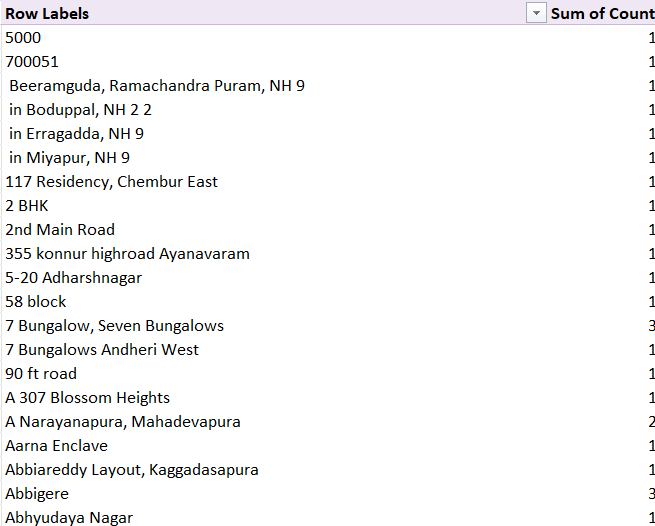 Row Labels Sum of Count
5000 1
700051 1
Beeramguda, Ramachandra Puram, NH 9 1
in Boduppal, NH 2 2 1
in Erragadda, NH 9 1
in Miyapur, NH 9 1
117 Residency, Chembur East 1
2 BHK 1
2nd Main Road 1
355 konnur highroad Ayanavaram 1
5-20 Adharshnagar 1
58 block 1
7 Bungalow, Seven Bungalows 3
7 Bungalows Andheri West 1
90 ft road 1
A 307 Blossom Heights 1
A Narayanapura, Mahadevapura 2
Aarna Enclave 1
Abbiareddy Layout, Kaggadasapura 1
Abbigere 3
Abhyudaya Nagar 1